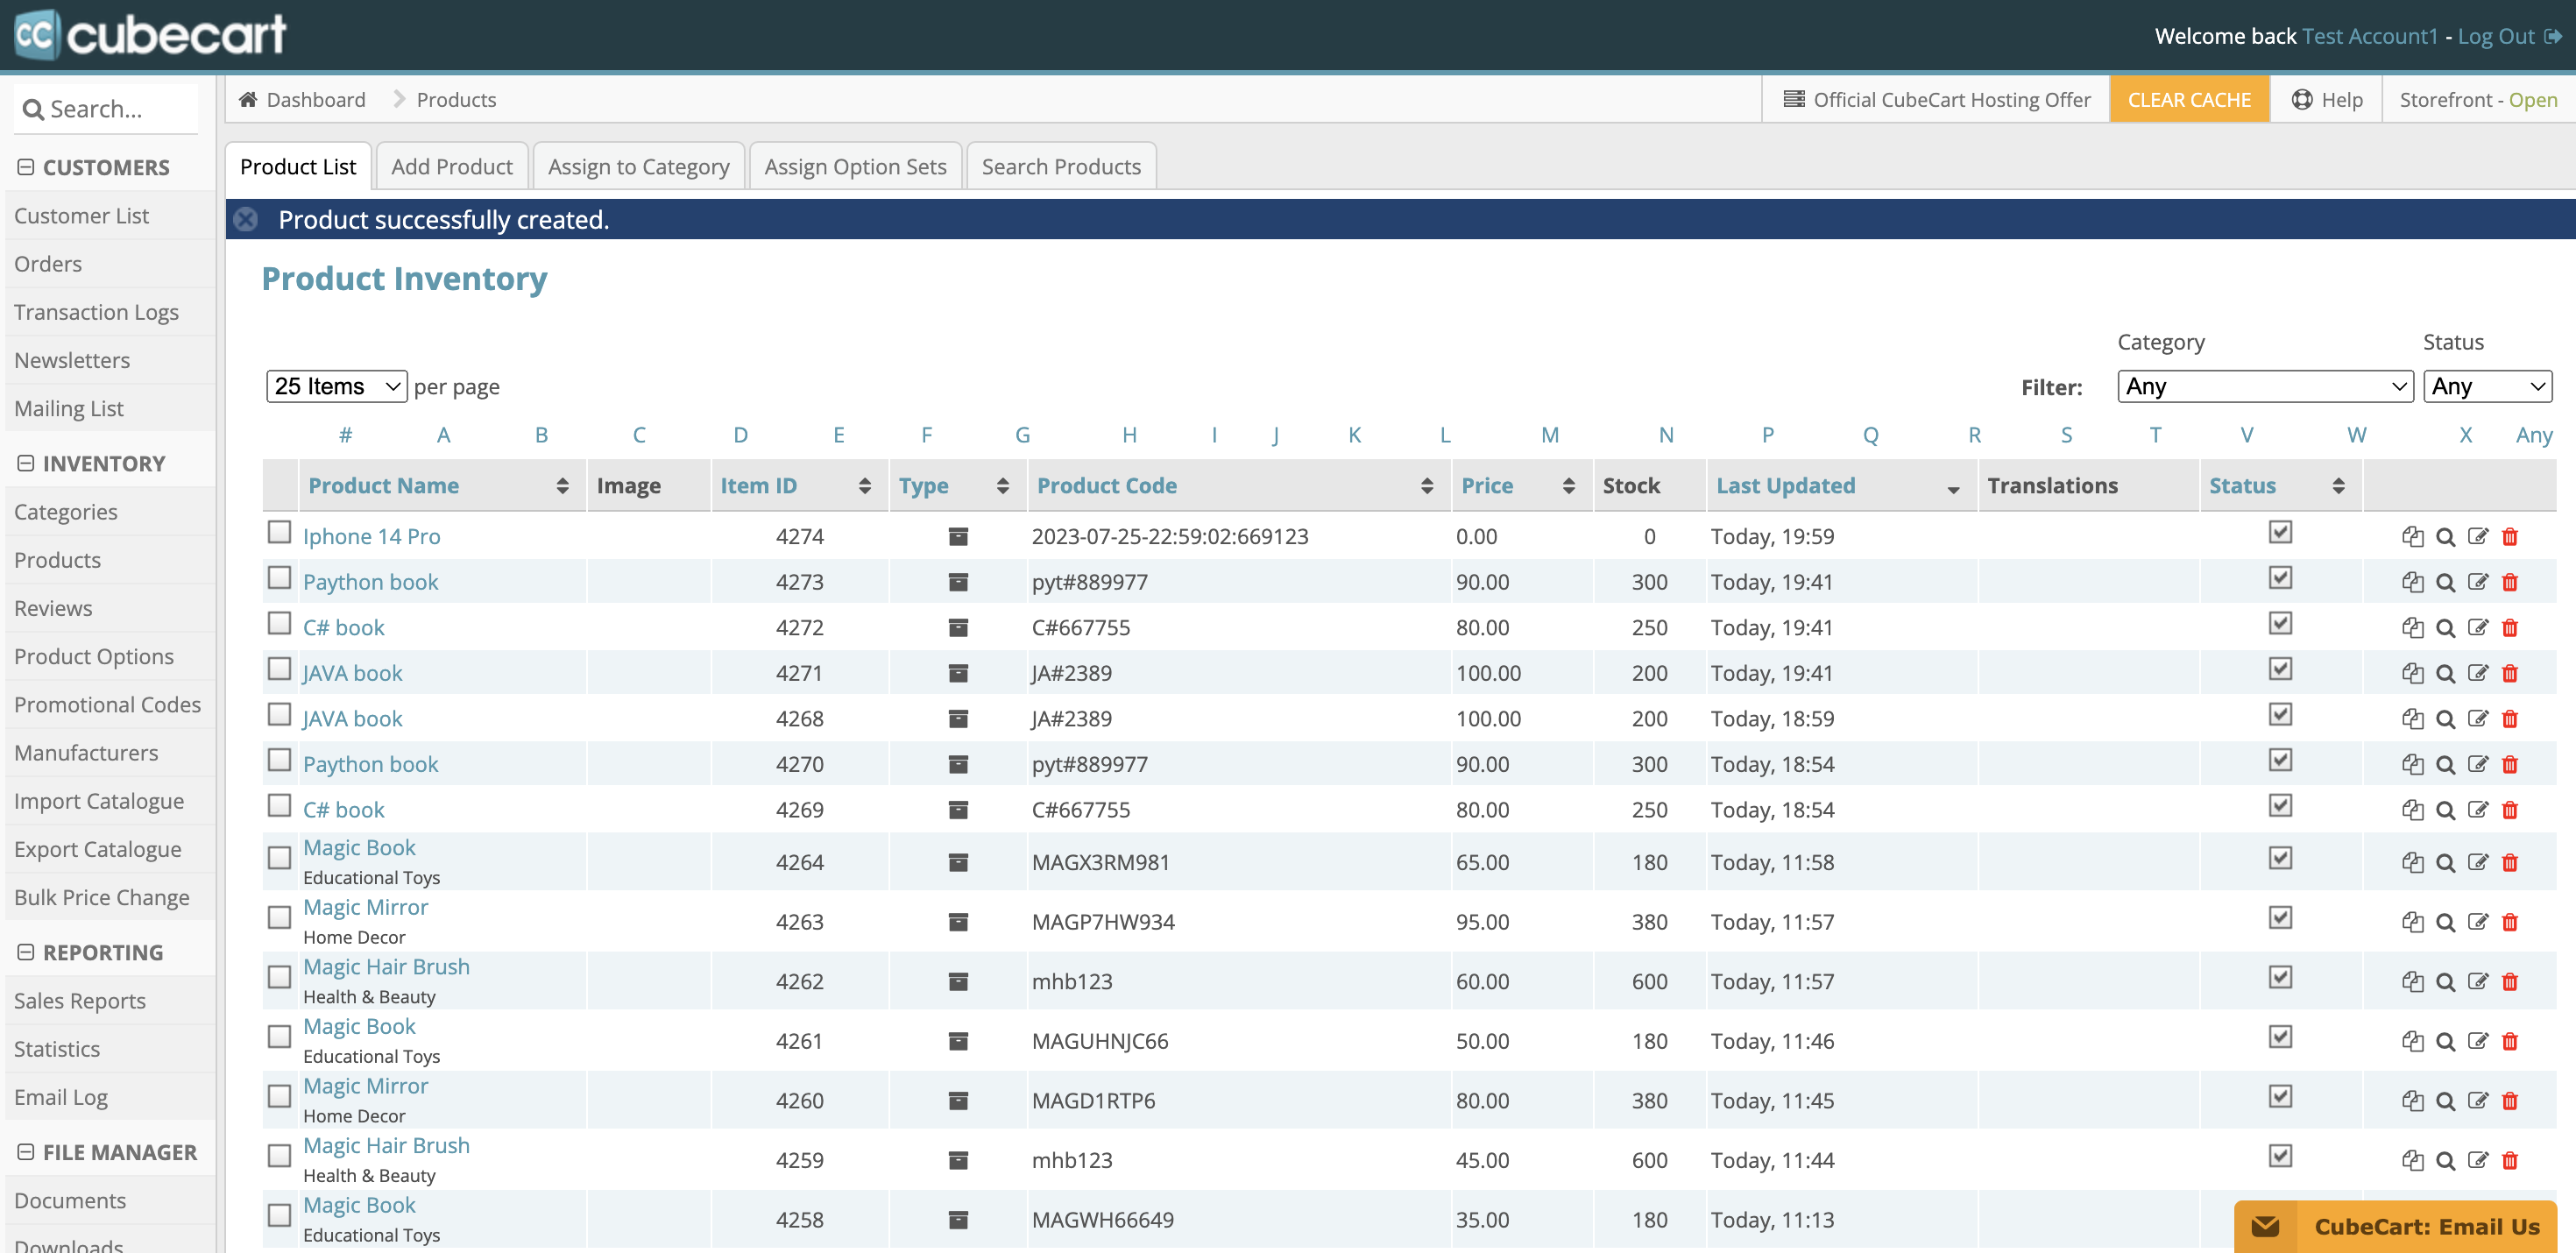 cc cubecart
Welcome back Test Account1 - Log Out
Search...
Dashboard Products Official CubeCart Hosting Offer CLEAR CACHE Help Storefront - Open
CUSTOMERS
Customer List
Orders
Transaction Logs
Newsletters
Mailing List
INVENTORY
Categories
Products
Reviews
Product Options
Promotional Codes
Manufacturers
Import Catalogue
Export Catalogue
Bulk Price Change
REPORTING
Sales Reports
Statistics
Email Log
FILE MANAGER
Documents
Downloads
Product List Add Product Assign to Category Assign Option Sets Search Products
Product successfully created.
Product Inventory
Category Status
25 Items per page Filter: Any Any
# A B C D E F G H I J K L M N P Q R S T V W X Any
Product Name Image Item ID Type Product Code Price Stock Last Updated Translations Status
Iphone 14 Pro 4274 2023-07-25-22:59:02:669123 0.00 0 Today, 19:59
Paython book 4273 pyt#889977 90.00 300 Today, 19:41
C# book 4272 C#667755 80.00 250 Today, 19:41
JAVA book 4271 JA#2389 100.00 200 Today, 19:41
JAVA book 4268 JA#2389 100.00 200 Today, 18:59
Paython book 4270 pyt#889977 90.00 300 Today, 18:54
C# book 4269 C#667755 80.00 250 Today, 18:54
Magic Book 4264 MAGX3RM981 65.00 180 Today, 11:58
Educational Toys
Magic Mirror 4263 MAGP7HW934 95.00 380 Today, 11:57
Home Decor
Magic Hair Brush 4262 mhb123 60.00 600 Today, 11:57
Health & Beauty
Magic Book 4261 MAGUHNJC66 50.00 180 Today, 11:46
Educational Toys
Magic Mirror 4260 MAGD1RTP6 80.00 380 Today, 11:45
Home Decor
Magic Hair Brush 4259 mhb123 45.00 600 Today, 11:44
Health & Beauty
Magic Book 4258 MAGWH66649 35.00 180 Today, 11:13
Educational Toys
CubeCart: Email Us